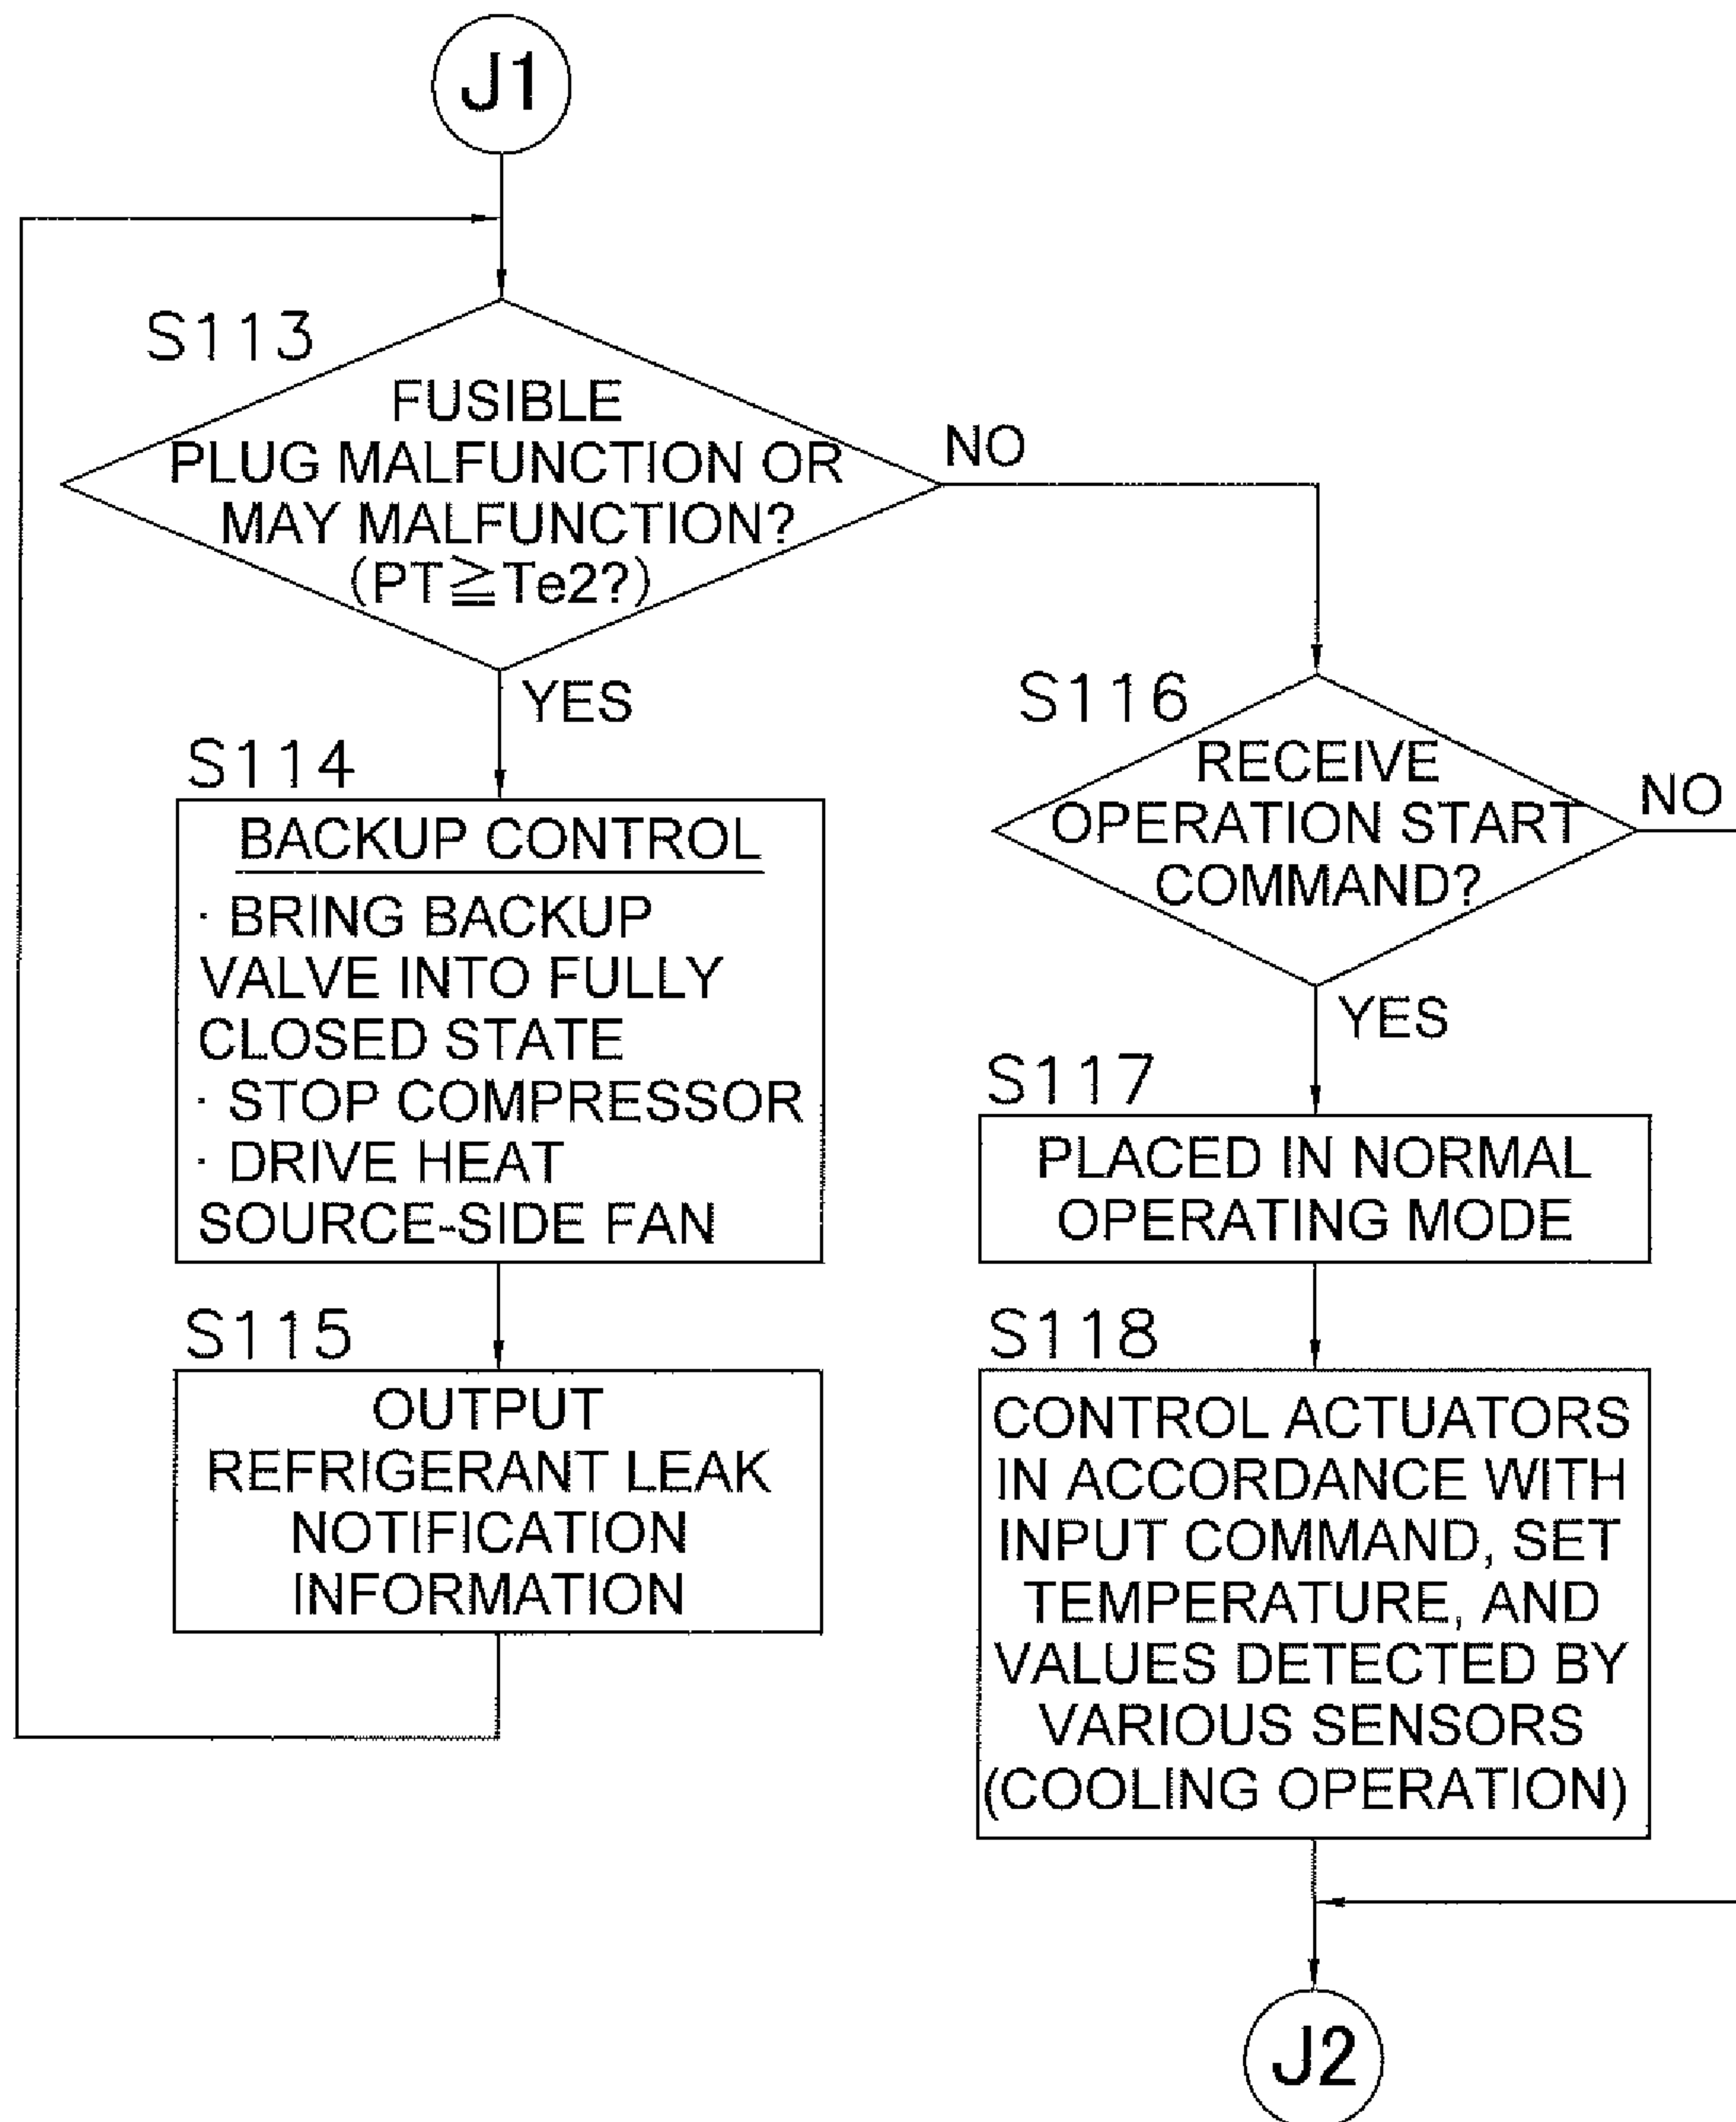 J1
S113
FUSIBLE
PLUG MALFUNCTION OR
MAY MALFUNCTION?
(PT≧Te2?)
NO
YES
S114
BACKUP CONTROL
· BRING BACKUP
VALVE INTO FULLY
CLOSED STATE
· STOP COMPRESSOR
· DRIVE HEAT
SOURCE-SIDE FAN
S115
OUTPUT
REFRIGERANT LEAK
NOTIFICATION
INFORMATION
S116
RECEIVE
OPERATION START
COMMAND?
NO
YES
S117
PLACED IN NORMAL
OPERATING MODE
S118
CONTROL ACTUATORS
IN ACCORDANCE WITH
INPUT COMMAND, SET
TEMPERATURE, AND
VALUES DETECTED BY
VARIOUS SENSORS
(COOLING OPERATION)
J2